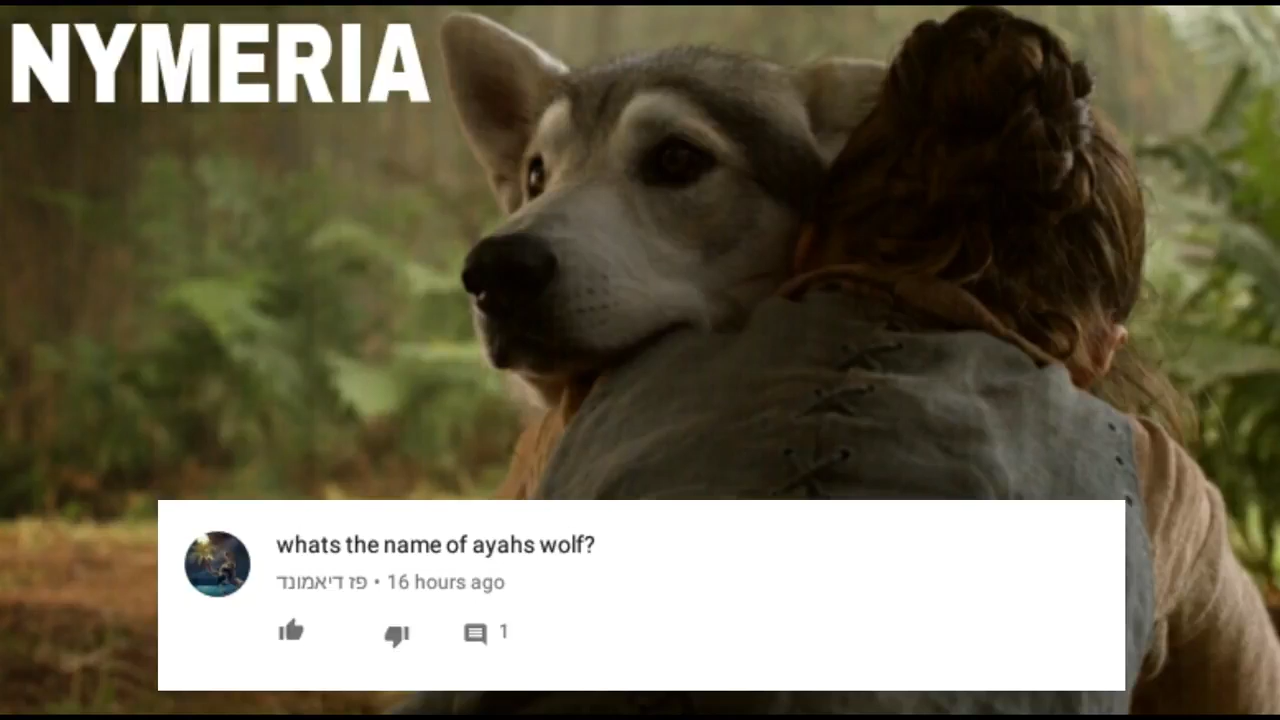 NYMERIA
whats the name of ayahs wolf?
פז דיאמונד • 16 hours ago
1